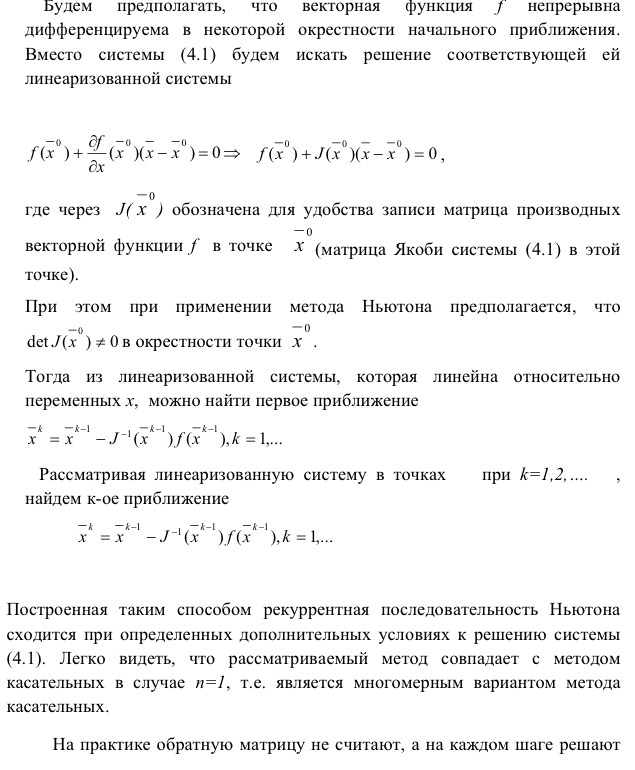 Будем предполагать, что векторная функция f непрерывна
дифференцируема в некоторой окрестности начального приближения.
Вместо системы (4.1) будем искать решение соответствующей ей
линеаризованной системы
f(x̄⁰) + ∂f/∂x (x̄⁰)(x̄ − x̄⁰) = 0 ⇒ f(x̄⁰) + J(x̄⁰)(x̄ − x̄⁰) = 0 ,
где через J(x̄⁰) обозначена для удобства записи матрица производных
векторной функции f в точке x̄⁰ (матрица Якоби системы (4.1) в этой
точке).
При этом при применении метода Ньютона предполагается, что
det J(x̄⁰) ≠ 0 в окрестности точки x̄⁰ .
Тогда из линеаризованной системы, которая линейна относительно
переменных x, можно найти первое приближение
x̄ᵏ = x̄ᵏ⁻¹ − J⁻¹(x̄ᵏ⁻¹) f(x̄ᵏ⁻¹), k = 1,...
Рассматривая линеаризованную систему в точках при k=1,2,.... ,
найдем к-ое приближение
x̄ᵏ = x̄ᵏ⁻¹ − J⁻¹(x̄ᵏ⁻¹) f(x̄ᵏ⁻¹), k = 1,...
Построенная таким способом рекуррентная последовательность Ньютона
сходится при определенных дополнительных условиях к решению системы
(4.1). Легко видеть, что рассматриваемый метод совпадает с методом
касательных в случае n=1, т.е. является многомерным вариантом метода
касательных.
На практике обратную матрицу не считают, а на каждом шаге решают